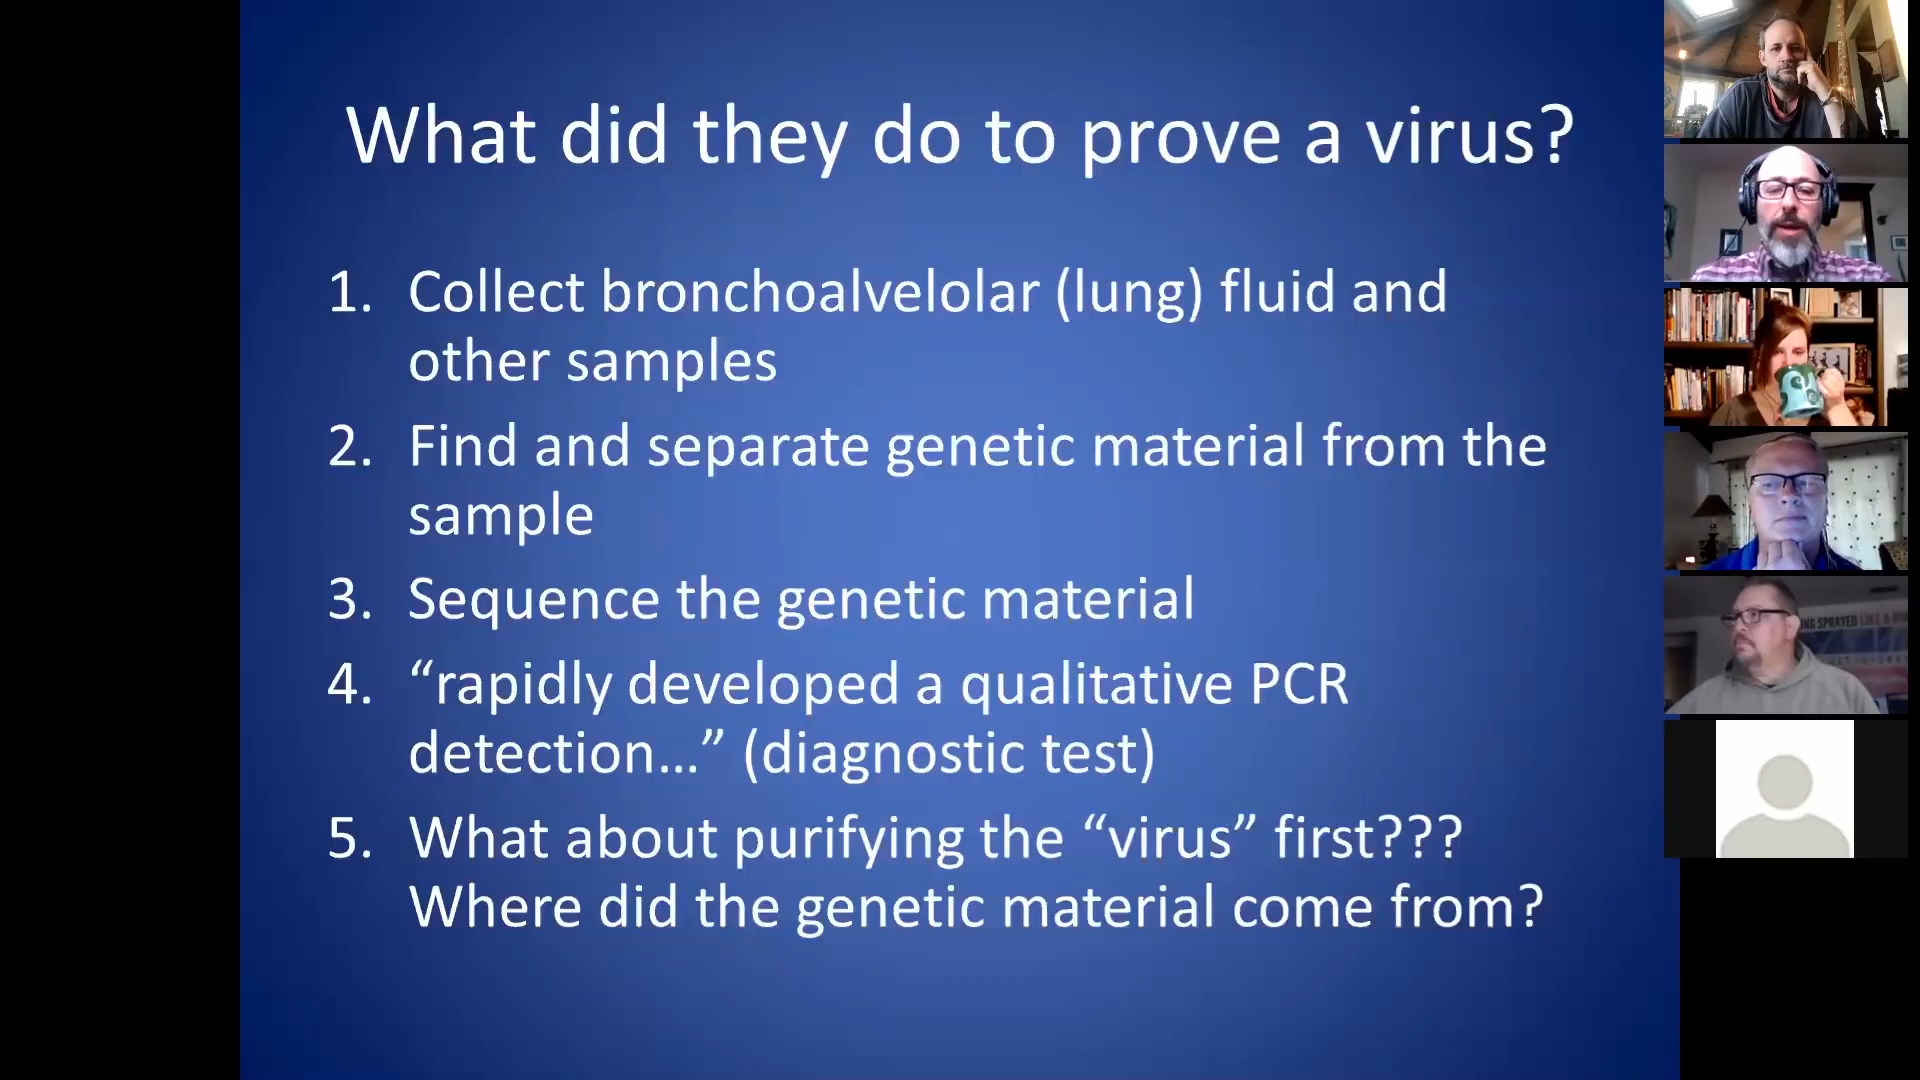 What did they do to prove a virus?
1. Collect bronchoalvelolar (lung) fluid and
other samples
2. Find and separate genetic material from the
sample
3. Sequence the genetic material
4. “rapidly developed a qualitative PCR
detection…” (diagnostic test)
5. What about purifying the “virus” first???
Where did the genetic material come from?
SPRAYED LIKE A